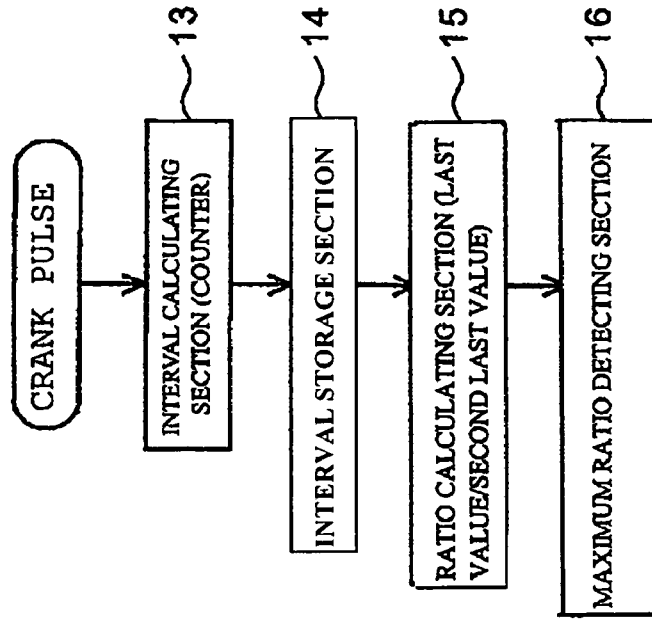 CRANK PULSE
INTERVAL CALCULATING
SECTION (COUNTER)
13
INTERVAL STORAGE SECTION
14
RATIO CALCULATING SECTION (LAST
VALUE/SECOND LAST VALUE)
15
MAXIMUM RATIO DETECTING SECTION
16